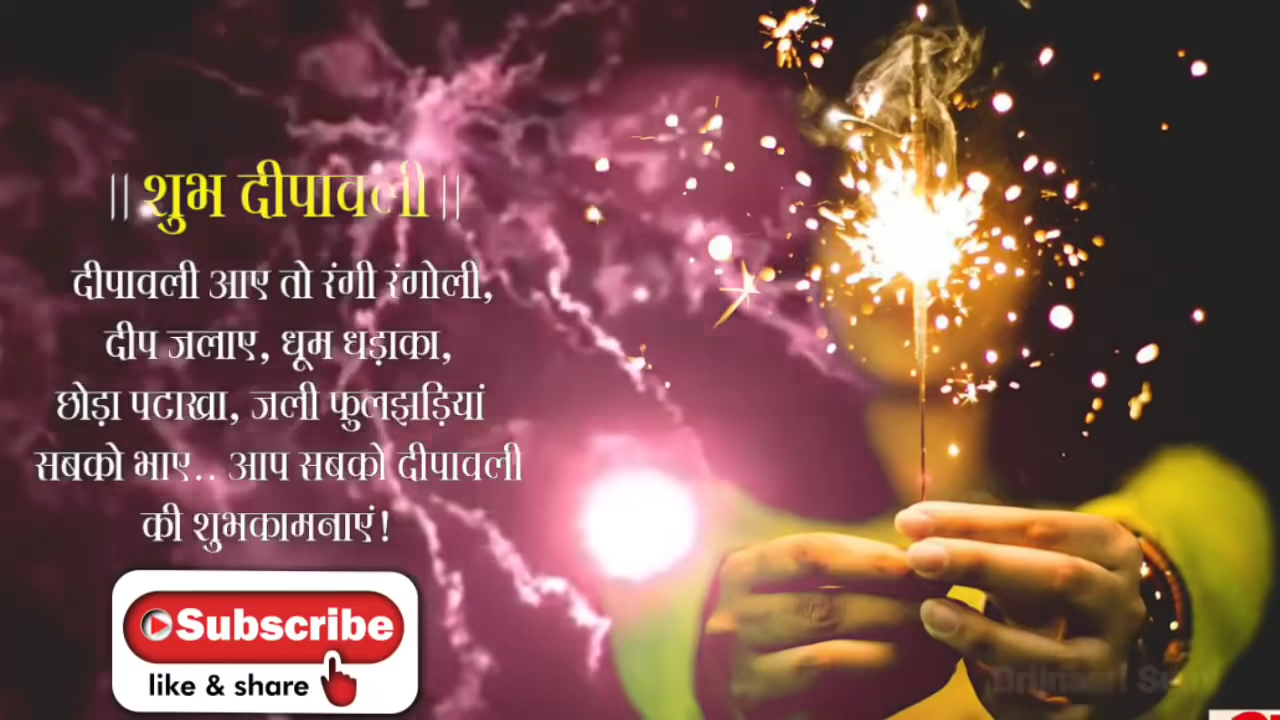 || शुभ दीपावली ||
दीपावली आए तो रंगी रंगोली,
दीप जलाए, धूम धड़ाका,
छोड़ा पटाखा, जली फुलझड़ियां
सबको भाए.. आप सबको दीपावली
की शुभकामनाएं!
Subscribe
like & share